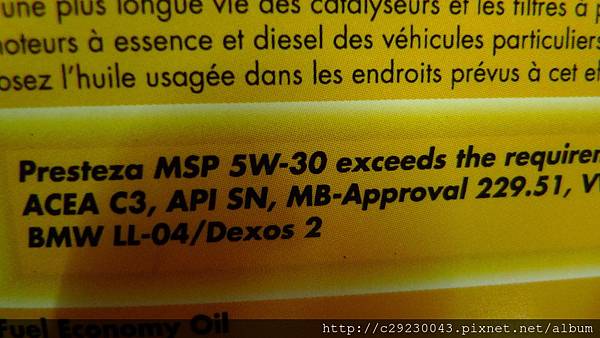 une plus longue vie des catalyseurs et les filtres à
moteurs à essence et diesel des véhicules particuliers
osez l'huile usagée dans les endroits prévus à cet
Presteza MSP 5W-30 exceeds the
ACEA C3, API SN, MB-Approval 229.51,
BMW LL-04/Dexos 2
Fuel Economy Oil
http://c29230043.pixnet.net/album